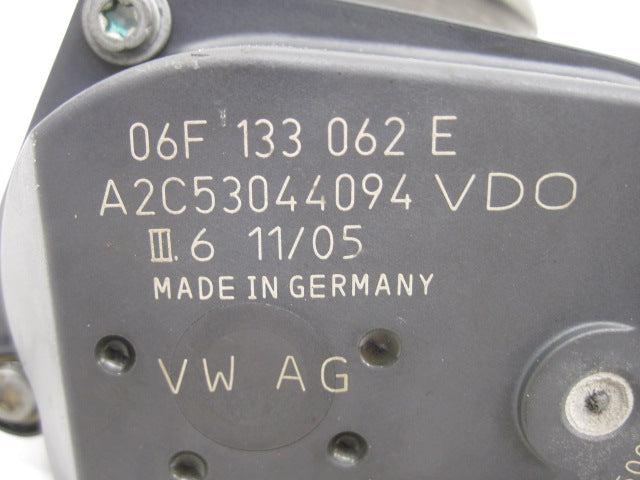 06F 133 062 E
A2C53044094 VDO
III.6 11/05
MADE IN GERMANY
VW AG